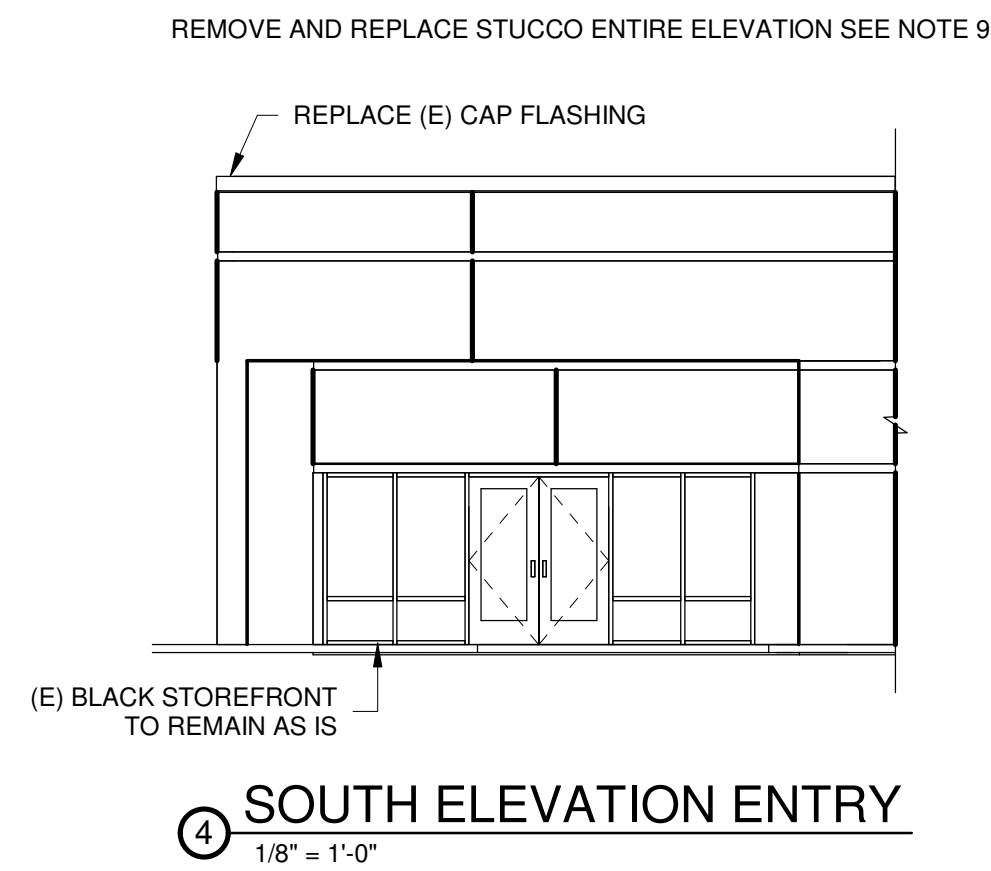 REMOVE AND REPLACE STUCCO ENTIRE ELEVATION SEE NOTE 9
REPLACE (E) CAP FLASHING
(E) BLACK STOREFRONT
TO REMAIN AS IS
4
SOUTH ELEVATION ENTRY
1/8" = 1'-0"